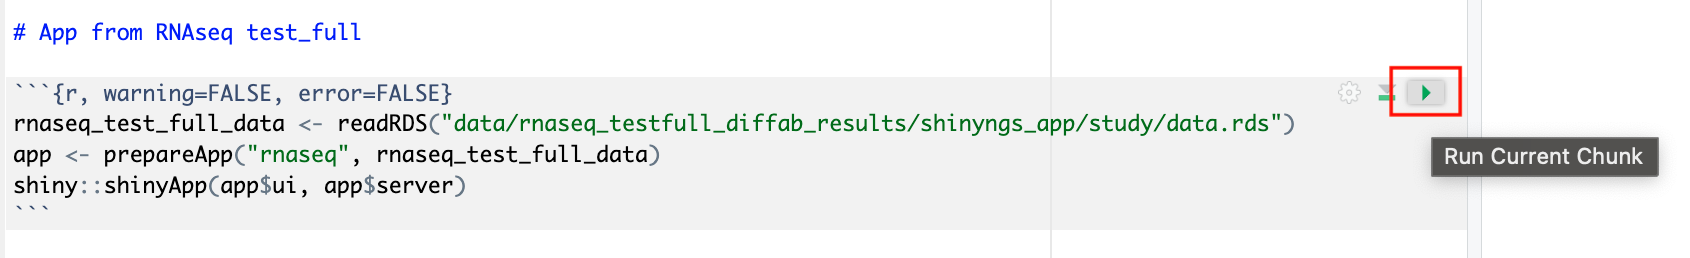 # App from RNAseq test_full
```{r, warning=FALSE, error=FALSE}
rnaseq_test_full_data <- readRDS("data/rnaseq_testfull_diffab_results/shinyngs_app/study/data.rds")
app <- prepareApp("rnaseq", rnaseq_test_full_data)
Run Current Chunk
shiny::shinyApp(app$ui, app$server)
```